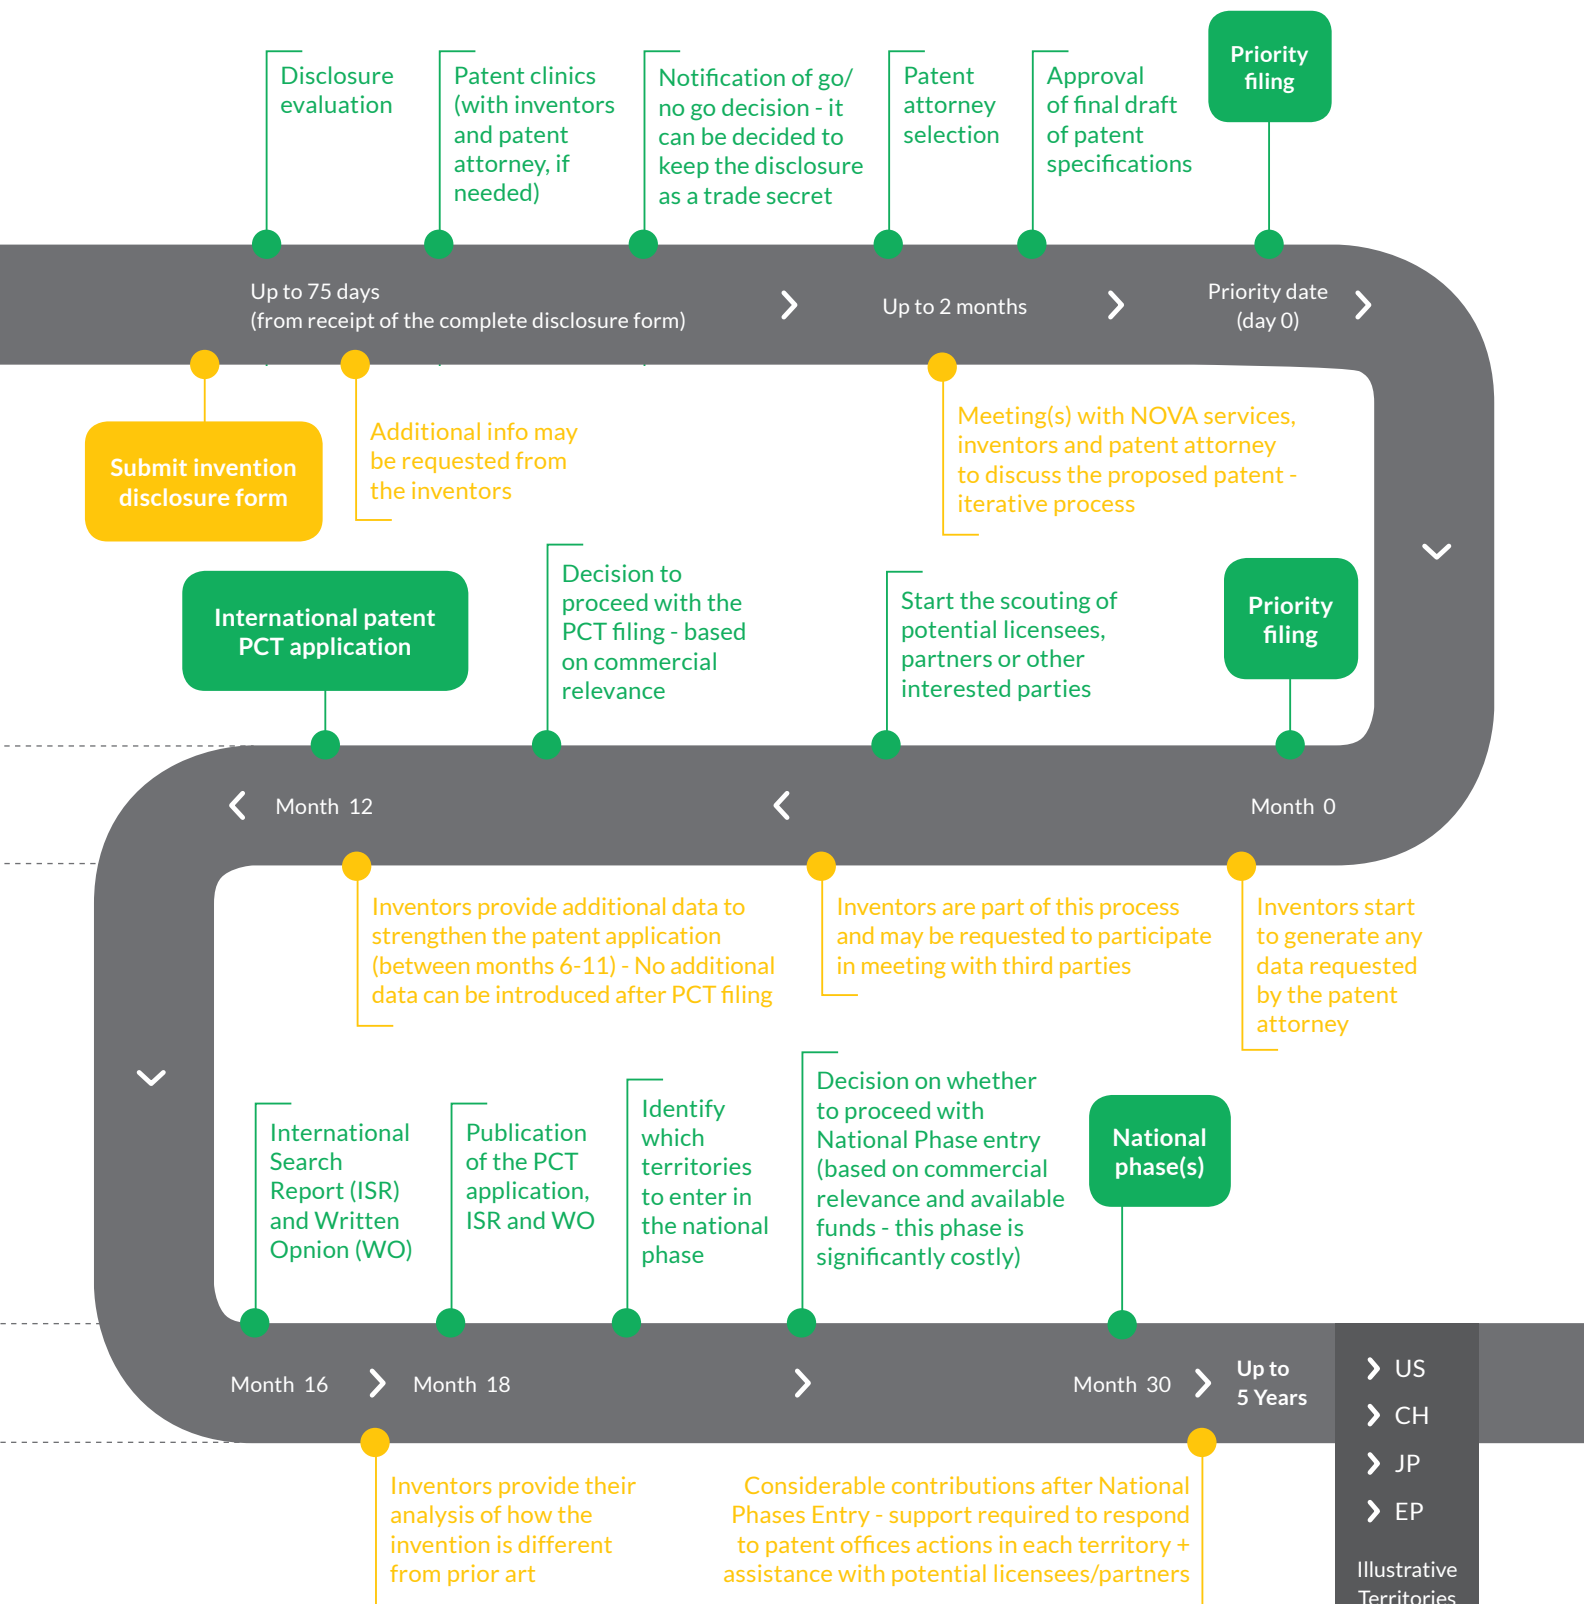 Disclosure
evaluation
Patent clinics
(with inventors
and patent
attorney, if
needed)
Notification of go/
no go decision - it
can be decided to
keep the disclosure
as a trade secret
Patent
attorney
selection
Approval
of final draft
of patent
specifications
Priority
filing
Up to 75 days
(from receipt of the complete disclosure form)
Up to 2 months
Priority date
(day 0)
Submit invention
disclosure form
Additional info may
be requested from
the inventors
Meeting(s) with NOVA services,
inventors and patent attorney
to discuss the proposed patent -
iterative process
International patent
PCT application
Decision to
proceed with the
PCT filing - based
on commercial
relevance
Start the scouting of
potential licensees,
partners or other
interested parties
Priority
filing
Month 12
Month 0
Inventors provide additional data to
strengthen the patent application
(between months 6-11) - No additional
data can be introduced after PCT filing
Inventors are part of this process
and may be requested to participate
in meeting with third parties
Inventors start
to generate any
data requested
by the patent
attorney
International
Search
Report (ISR)
and Written
Opnion (WO)
Publication
of the PCT
application,
ISR and WO
Identify
which
territories
to enter in
the national
phase
Decision on whether
to proceed with
National Phase entry
(based on commercial
relevance and available
funds - this phase is
significantly costly)
National
phase(s)
Month 16
Month 18
Month 30
Up to
5 Years
US
CH
JP
EP
Illustrative
Territories
Inventors provide their
analysis of how the
invention is different
from prior art
Considerable contributions after National
Phases Entry - support required to respond
to patent offices actions in each territory +
assistance with potential licensees/partners